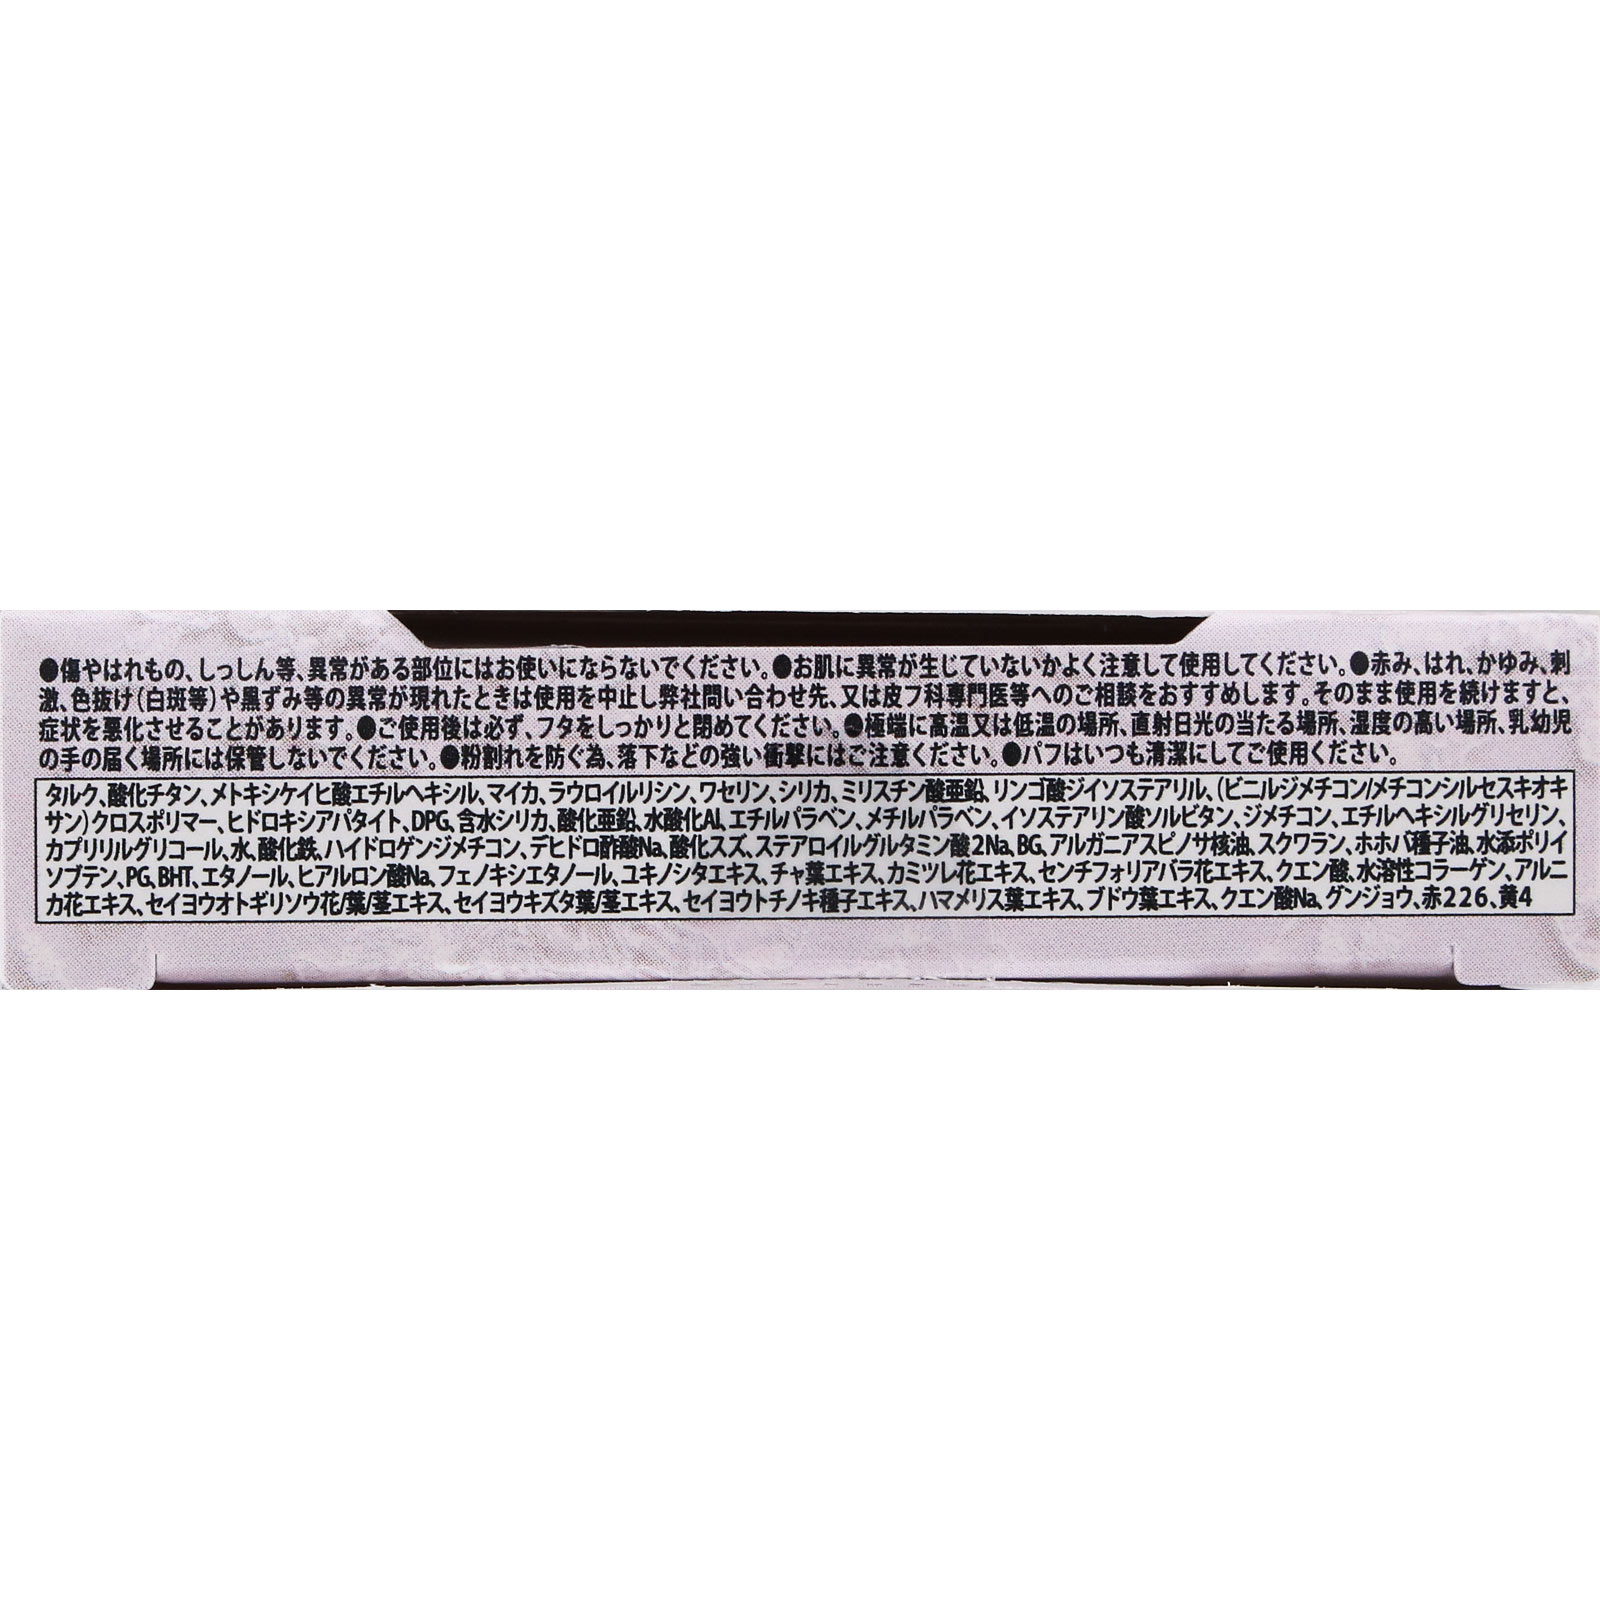 ●傷やはれもの、しっしん等、異常がある部位にはお使いにならないでください。●お肌に異常が生じていないかよく注意して使用してください。●赤み、はれ、かゆみ、刺
激、色抜け(白斑等)や黒ずみ等の異常が現れたときは使用を中止し弊社問い合わせ先、又は皮フ科専門医等へのご相談をおすすめします。そのまま使用を続けますと、
症状を悪化させることがあります。●ご使用後は必ず、フタをしっかりと閉めてください。●極端に高温又は低温の場所、直射日光の当たる場所、湿度の高い場所、乳幼児
の手の届く場所には保管しないでください。●粉割れを防ぐ為、落下などの強い衝撃にはご注意ください。●パフはいつも清潔にしてご使用ください。
タルク、酸化チタン、メトキシケイヒ酸エチルヘキシル、マイカ、ラウロイルリシン、ワセリン、シリカ、ミリスチン酸亜鉛、リンゴ酸ジイソステアリル、(ビニルジメチコン/メチコンシルセスキオキ
サン)クロスポリマー、ヒドロキシアパタイト、DPG、含水シリカ、酸化亜鉛、水酸化Al、エチルパラベン、メチルパラベン、イソステアリン酸ソルビタン、ジメチコン、エチルヘキシルグリセリン、
カプリリルグリコール、水、酸化鉄、ハイドロゲンジメチコン、デヒドロ酢酸Na、酸化スズ、ステアロイルグルタミン酸2Na、BG、アルガニアスピノサ核油、スクワラン、ホホバ種子油、水添ポリイ
ソブテン、PG、BHT、エタノール、ヒアルロン酸Na、フェノキシエタノール、ユキノシタエキス、チャ葉エキス、カミツレ花エキス、センチフォリアバラ花エキス、クエン酸、水溶性コラーゲン、アルニ
カ花エキス、セイヨウオトギリソウ花/葉/茎エキス、セイヨウキズタ葉/茎エキス、セイヨウトチノキ種子エキス、ハマメリス葉エキス、ブドウ葉エキス、クエン酸Na、グンジョウ、赤226、黄4